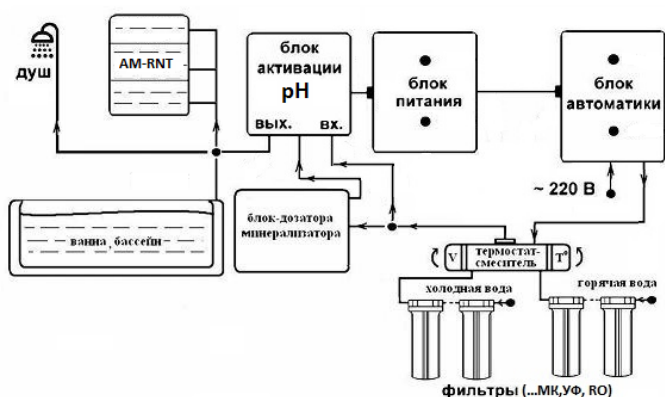 душ
AM-RNT
блок
активации
pH
вых. вх.
блок
питания
блок
автоматики
~ 220 В
ванна, бассейн
блок-дозатора
минерализатора
V
термостат-
смеситель
T°
холодная вода
горячая вода
фильтры (...МК,УФ, RO)